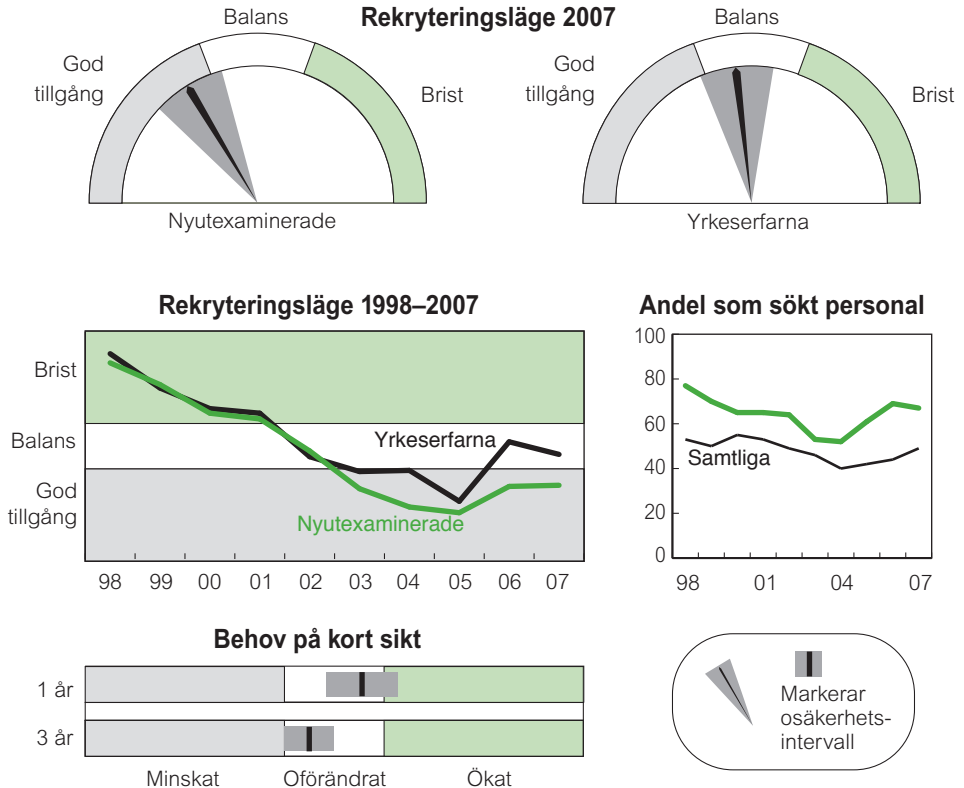 Rekryteringsläge 2007
Balans
God
tillgång
Brist
Nyutexaminerade
Balans
God
tillgång
Brist
Yrkeserfarna
Rekryteringsläge 1998–2007
Brist
Balans
God
tillgång
Yrkeserfarna
Nyutexaminerade
98 99 00 01 02 03 04 05 06 07
Andel som sökt personal
100
80
60
40
20
0
Samtliga
98 01 04 07
Behov på kort sikt
1 år
3 år
Minskat Oförändrat Ökat
Markerar
osäkerhets-
intervall